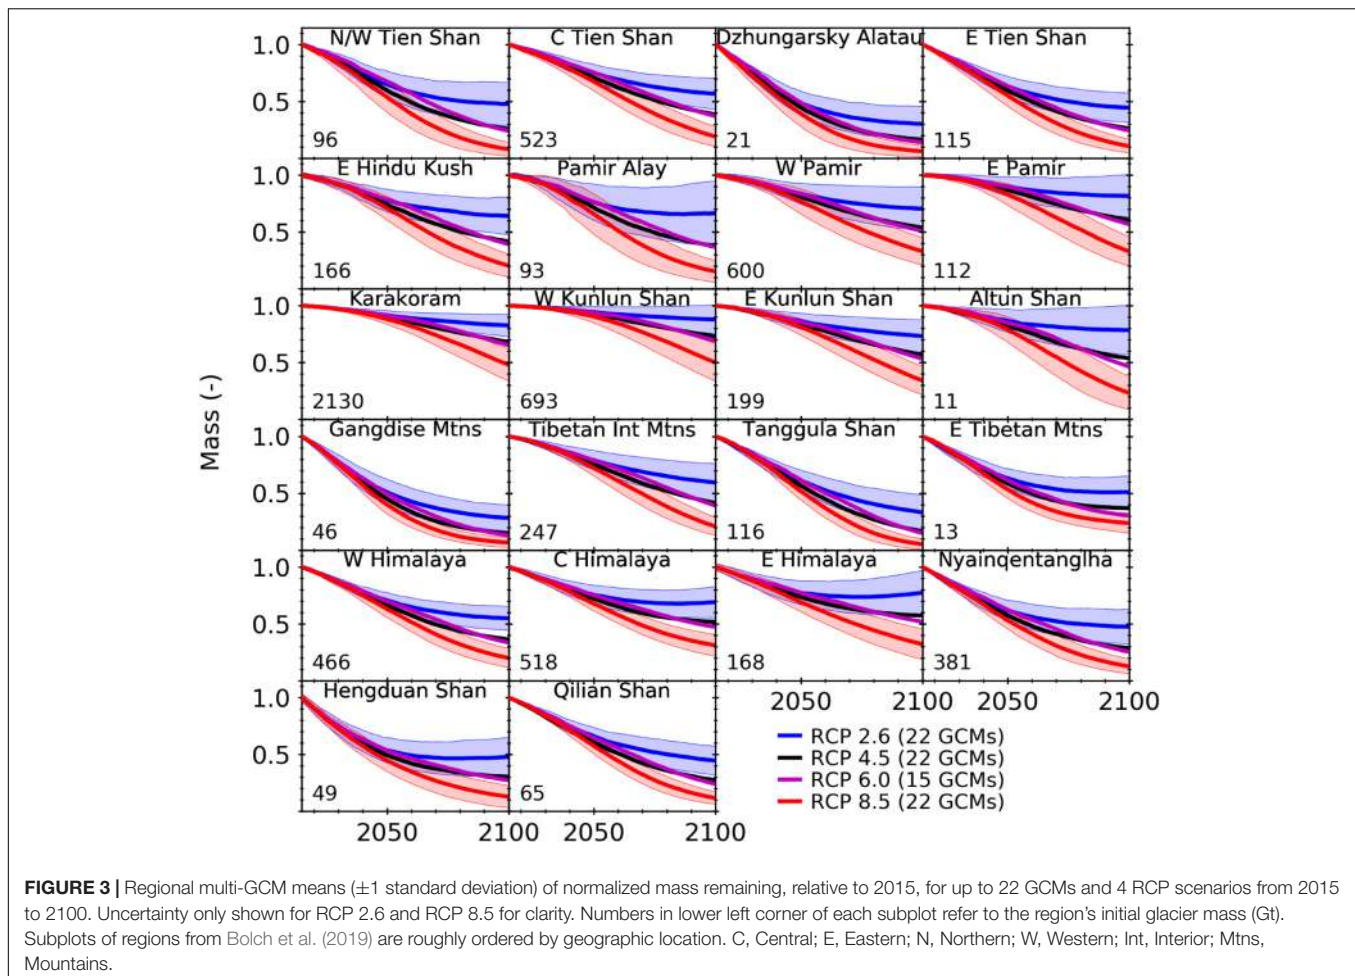 N/W Tien Shan C Tien Shan Dzhungarsky Alatau E Tien Shan
1.0
0.5
96 523 21 115
E Hindu Kush Pamir Alay W Pamir E Pamir
1.0
0.5
166 93 600 112
Karakoram W Kunlun Shan E Kunlun Shan Altun Shan
1.0
0.5
2130 693 199 11
Mass (-)
Gangdise Mtns Tibetan Int Mtns Tanggula Shan E Tibetan Mtns
1.0
0.5
46 247 116 13
W Himalaya C Himalaya E Himalaya Nyainqentanglha
1.0
0.5
466 518 168 381
Hengduan Shan Qilian Shan
1.0
0.5
49 65
2050 2100 2050 2100
2050 2100 2050 2100
RCP 2.6 (22 GCMs)
RCP 4.5 (22 GCMs)
RCP 6.0 (15 GCMs)
RCP 8.5 (22 GCMs)
FIGURE 3 | Regional multi-GCM means (±1 standard deviation) of normalized mass remaining, relative to 2015, for up to 22 GCMs and 4 RCP scenarios from 2015
to 2100. Uncertainty only shown for RCP 2.6 and RCP 8.5 for clarity. Numbers in lower left corner of each subplot refer to the region's initial glacier mass (Gt).
Subplots of regions from Bolch et al. (2019) are roughly ordered by geographic location. C, Central; E, Eastern; N, Northern; W, Western; Int, Interior; Mtns,
Mountains.